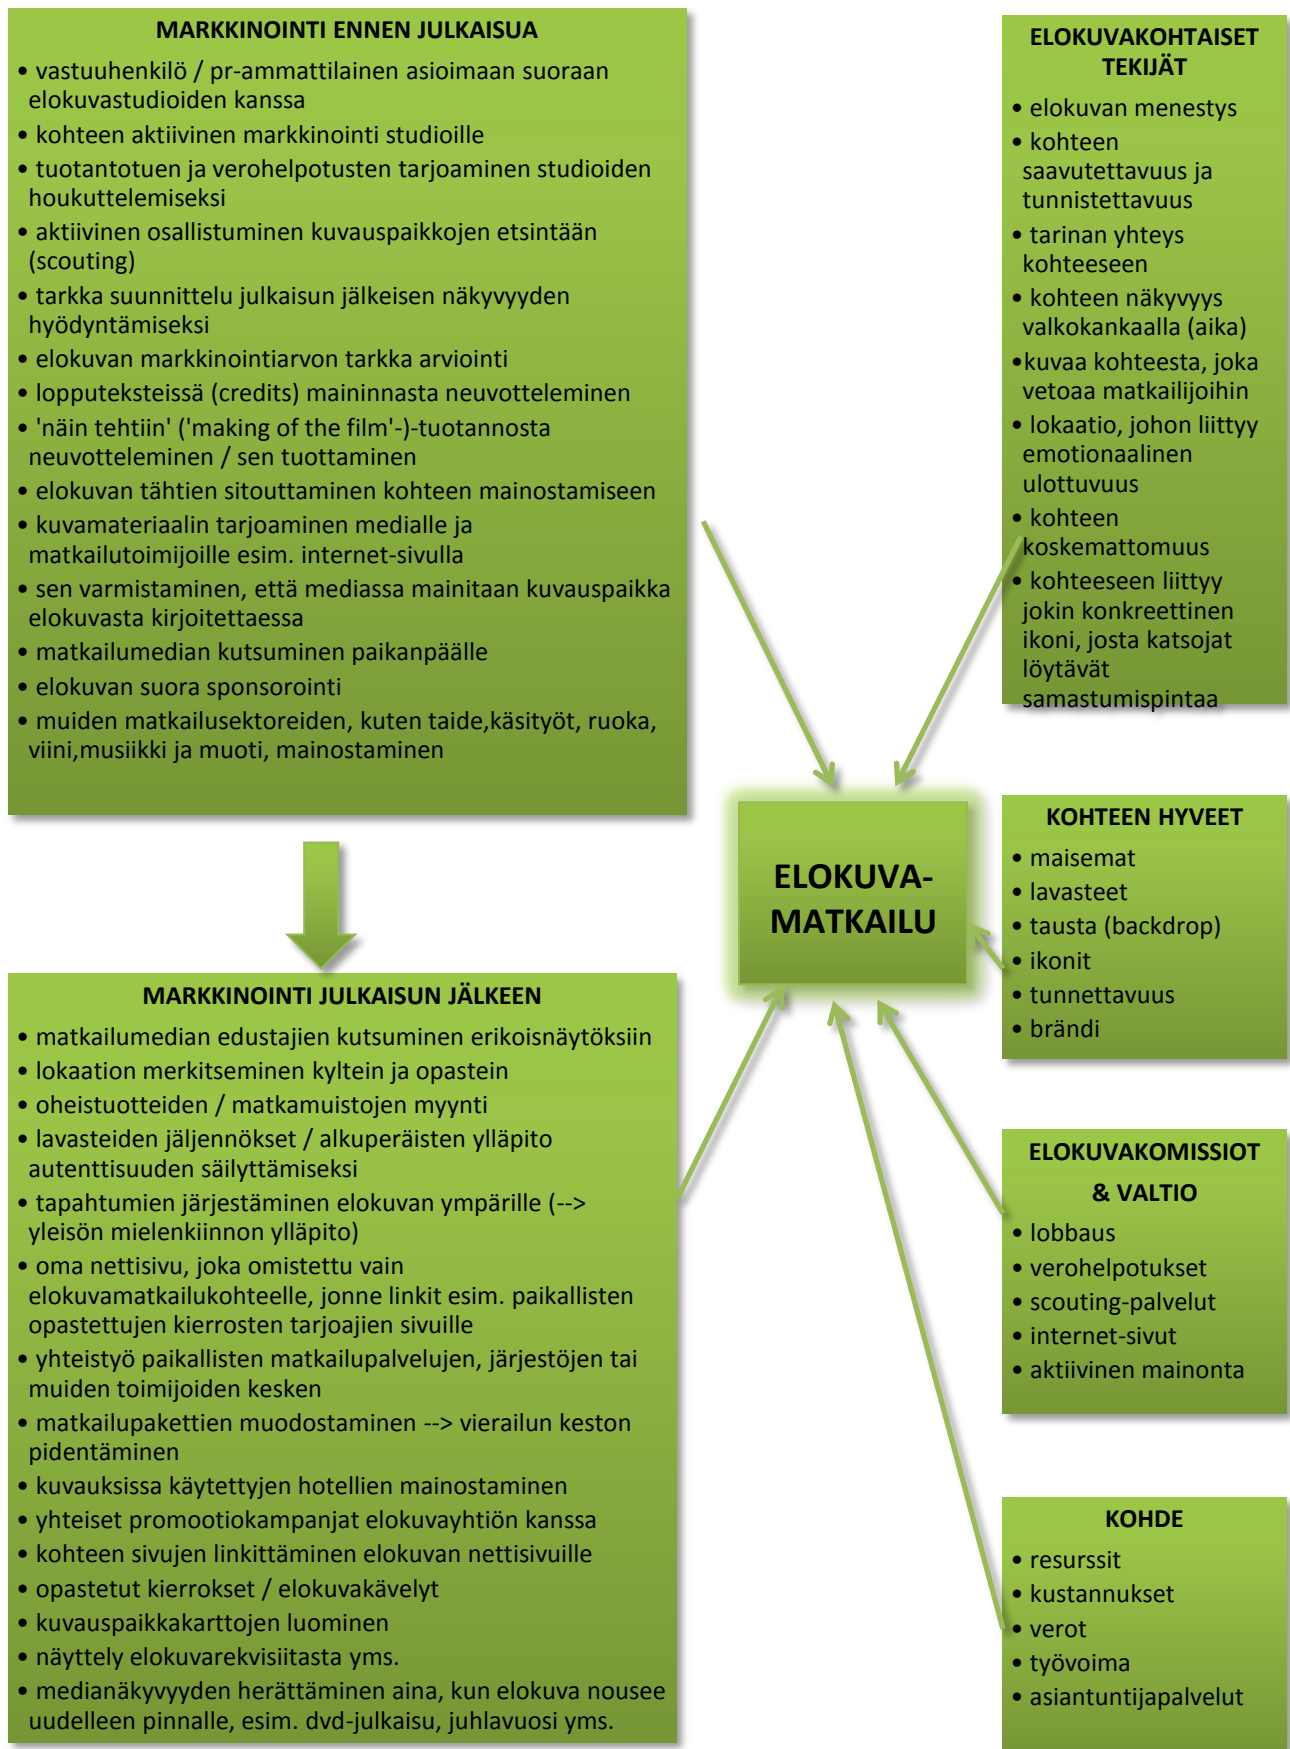 MARKKINOINTI ENNEN JULKAISUA
• vastuuhenkilö / pr-ammattilainen asioimaan suoraan
elokuvastudioiden kanssa
• kohteen aktiivinen markkinointi studioille
• tuotantotuen ja verohelpotusten tarjoaminen studioiden
houkuttelemiseksi
• aktiivinen osallistuminen kuvauspaikkojen etsintään
(scouting)
• tarkka suunnittelu julkaisun jälkeisen näkyvyyden
hyödyntämiseksi
• elokuvan markkinointiarvon tarkka arviointi
• lopputeksteissä (credits) maininnasta neuvotteleminen
• 'näin tehtiin' ('making of the film'-)-tuotannosta
neuvotteleminen / sen tuottaminen
• elokuvan tähtien sitouttaminen kohteen mainostamiseen
• kuvamateriaalin tarjoaminen medialle ja
matkailutoimijoille esim. internet-sivulla
• sen varmistaminen, että mediassa mainitaan kuvauspaikka
elokuvasta kirjoitettaessa
• matkailumedian kutsuminen paikanpäälle
• elokuvan suora sponsorointi
• muiden matkailusektoreiden, kuten taide,käsityöt, ruoka,
viini,musiikki ja muoti, mainostaminen
MARKKINOINTI JULKAISUN JÄLKEEN
• matkailumedian edustajien kutsuminen erikoisnäytöksiin
• lokaation merkitseminen kyltein ja opastein
• oheistuotteiden / matkamuistojen myynti
• lavasteiden jäljennökset / alkuperäisten ylläpito
autenttisuuden säilyttämiseksi
• tapahtumien järjestäminen elokuvan ympärille (-->
yleisön mielenkiinnon ylläpito)
• oma nettisivu, joka omistettu vain
elokuvamatkailukohteelle, jonne linkit esim. paikallisten
opastettujen kierrosten tarjoajien sivuille
• yhteistyö paikallisten matkailupalvelujen, järjestöjen tai
muiden toimijoiden kesken
• matkailupakettien muodostaminen --> vierailun keston
pidentäminen
• kuvauksissa käytettyjen hotellien mainostaminen
• yhteiset promootiokampanjat elokuvayhtiön kanssa
• kohteen sivujen linkittäminen elokuvan nettisivuille
• opastetut kierrokset / elokuvakävelyt
• kuvauspaikkakarttojen luominen
• näyttely elokuvarekvisiitasta yms.
• medianäkyvyyden herättäminen aina, kun elokuva nousee
uudelleen pinnalle, esim. dvd-julkaisu, juhlavuosi yms.
ELOKUVA-
MATKAILU
ELOKUVAKOHTAISET
TEKIJÄT
• elokuvan menestys
• kohteen
saavutettavuus ja
tunnistettavuus
• tarinan yhteys
kohteeseen
• kohteen näkyvyys
valkokankaalla (aika)
•kuvaa kohteesta, joka
vetoaa matkailijoihin
• lokaatio, johon liittyy
emotionaalinen
ulottuvuus
• kohteen
koskemattomuus
• kohteeseen liittyy
jokin konkreettinen
ikoni, josta katsojat
löytävät
samastumispintaa
KOHTEEN HYVEET
• maisemat
• lavasteet
• tausta (backdrop)
• ikonit
• tunnettavuus
• brändi
ELOKUVAKOMISSIOT
& VALTIO
• lobbaus
• verohelpotukset
• scouting-palvelut
• internet-sivut
• aktiivinen mainonta
KOHDE
• resurssit
• kustannukset
• verot
• työvoima
• asiantuntijapalvelut